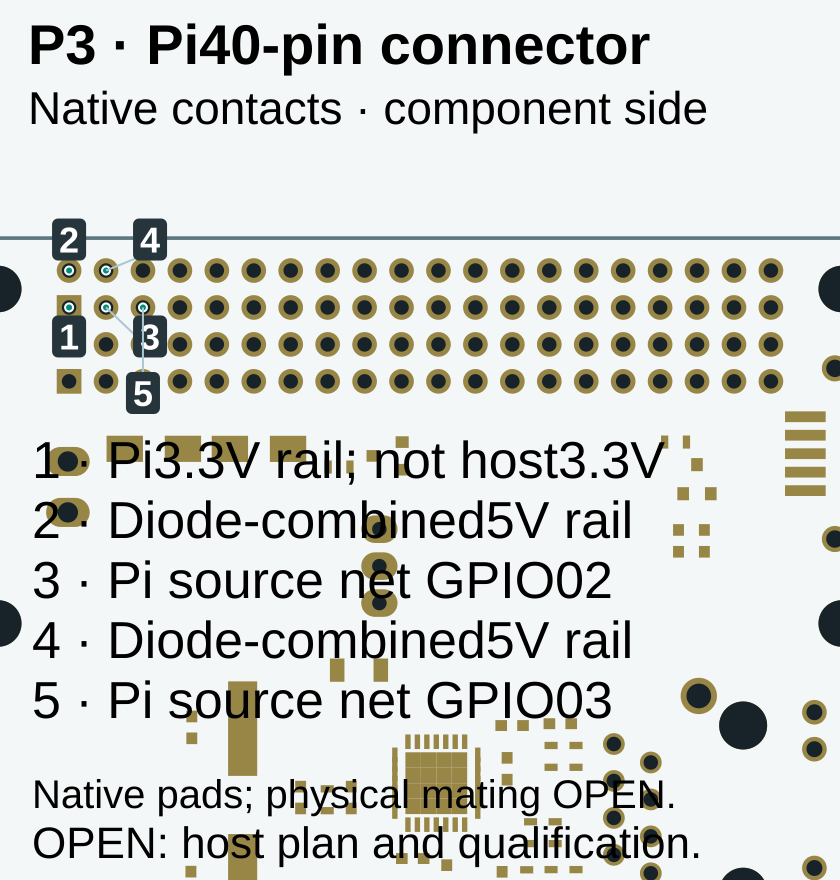 P3 · Pi40-pin connector
Native contacts · component side
2 4
1 3
5
1 · Pi3.3V rail; not host3.3V
2 · Diode-combined5V rail
3 · Pi source net GPIO02
4 · Diode-combined5V rail
5 · Pi source net GPIO03
Native pads; physical mating OPEN.
OPEN: host plan and qualification.